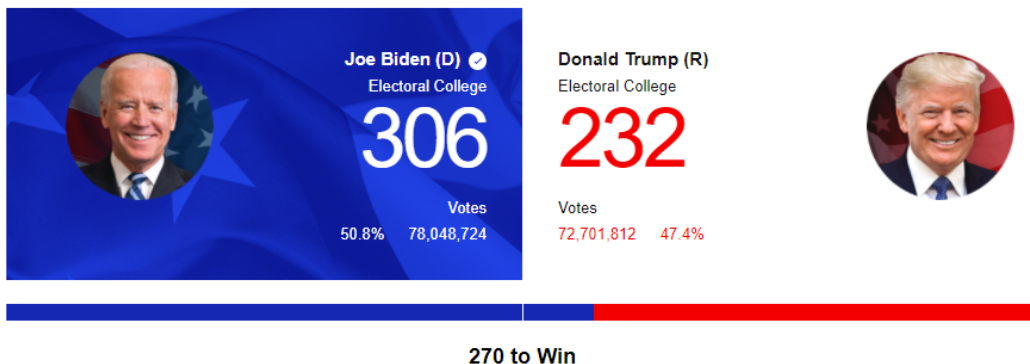 Joe Biden (D)
Electoral College
306
Votes
50.8% 78,048,724
Donald Trump (R)
Electoral College
232
Votes
72,701,812 47.4%
270 to Win